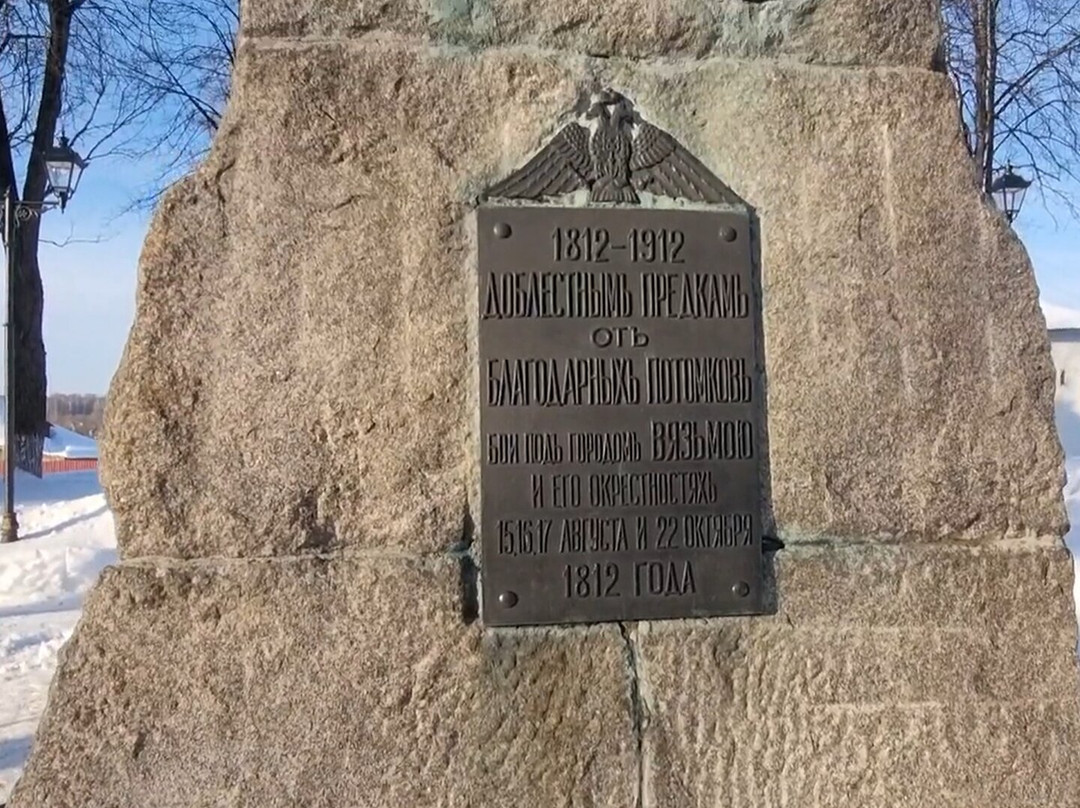 1812-1912
ДОБЛЕСТНЫМЪ ПРЕДКАМЪ
ОТЪ
БЛАГОДАРНЫХЪ ПОТОМКОВЪ
БОИ ПОДЪ ГОРОДОМЪ ВЯЗЬМОЮ
И ЕГО ОКРЕСТНОСТЯХЪ
15,16,17 АВГУСТА И 22 ОКТЯБРЯ
1812 ГОДА